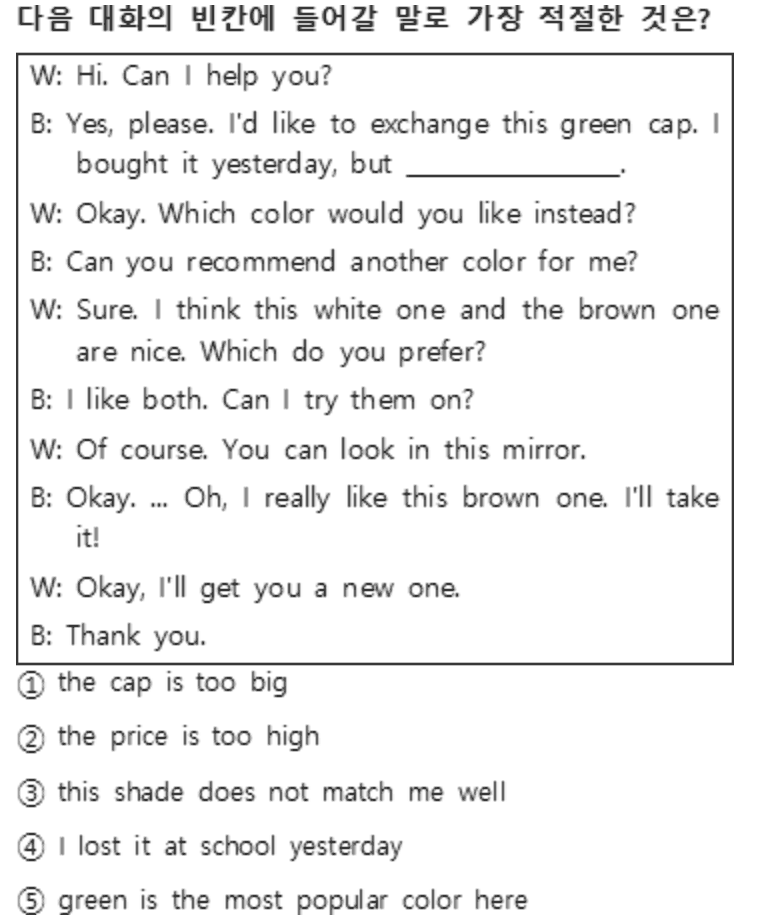 다음 대화의 빈칸에 들어갈 말로 가장 적절한 것은?
W: Hi. Can I help you?
B: Yes, please. I'd like to exchange this green cap. I
bought it yesterday, but _______________.
W: Okay. Which color would you like instead?
B: Can you recommend another color for me?
W: Sure. I think this white one and the brown one
are nice. Which do you prefer?
B: I like both. Can I try them on?
W: Of course. You can look in this mirror.
B: Okay. ... Oh, I really like this brown one. I'll take
it!
W: Okay, I'll get you a new one.
B: Thank you.
① the cap is too big
② the price is too high
③ this shade does not match me well
④ I lost it at school yesterday
⑤ green is the most popular color here